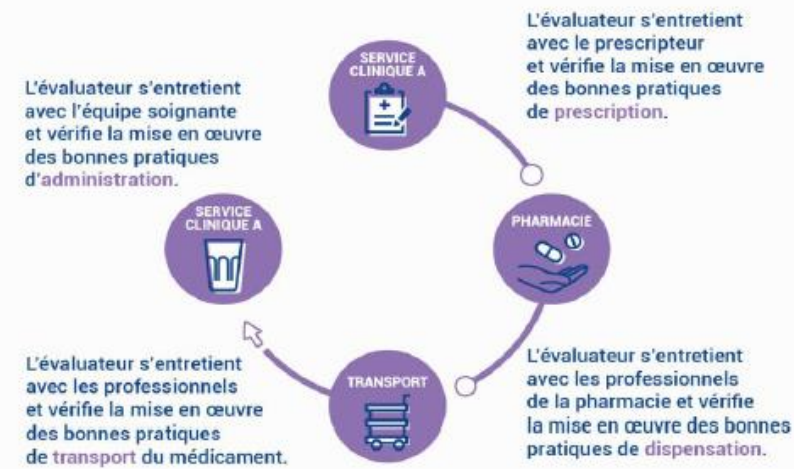 SERVICE
CLINIQUE A
L'évaluateur s'entretient
avec le prescripteur
et vérifie la mise en œuvre
des bonnes pratiques
de prescription.
PHARMACIE
L'évaluateur s'entretient
avec les professionnels
de la pharmacie et vérifie
la mise en œuvre des bonnes
pratiques de dispensation.
TRANSPORT
L'évaluateur s'entretient
avec les professionnels
et vérifie la mise en œuvre
des bonnes pratiques
de transport du médicament.
SERVICE
CLINIQUE A
L'évaluateur s'entretient
avec l'équipe soignante
et vérifie la mise en œuvre
des bonnes pratiques
d'administration.